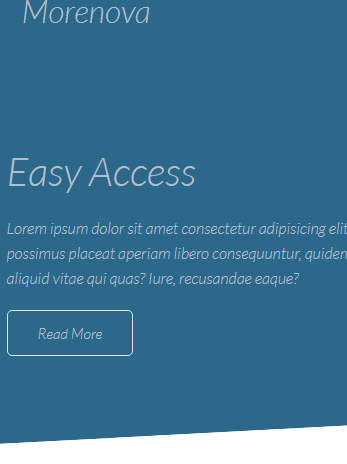 Morenova
Easy Access
Lorem ipsum dolor sit amet consectetur adipisicing elit
possimus placeat aperiam libero consequuntur, quiden
aliquid vitae qui quas? Iure, recusandae eaque?
Read More